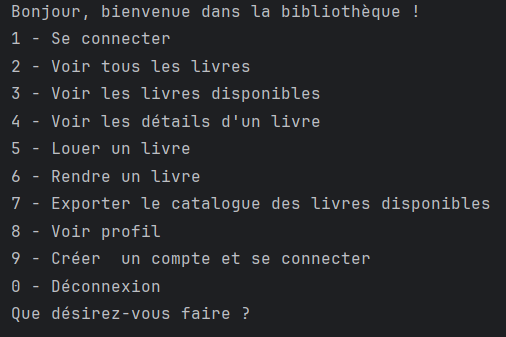 Bonjour, bienvenue dans la bibliothèque !
1 - Se connecter
2 - Voir tous les livres
3 - Voir les livres disponibles
4 - Voir les détails d'un livre
5 - Louer un livre
6 - Rendre un livre
7 - Exporter le catalogue des livres disponibles
8 - Voir profil
9 - Créer  un compte et se connecter
0 - Déconnexion
Que désirez-vous faire ?